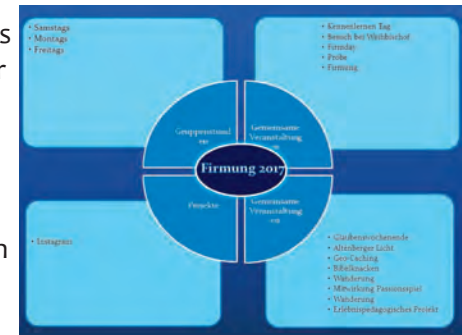 s
r
n
• Samstags
• Montags
• Freitags
• Kennenlernen Tag
• Besuch bei Weihbischof
• Firmday
• Probe
• Firmung
Gruppenstund
en
Gemeinsame
Veranstaltung
en
Firmung 2017
Projekte
Gemeinsame
Veranstaltung
en
• Instagram
• Glaubenswochenende
• Altenberger Licht
• Geo-Caching
• Bibelknacken
• Wanderung
• Mitwirkung Passionsspiel
• Wanderung
• Erlebnispädagogisches Projekt